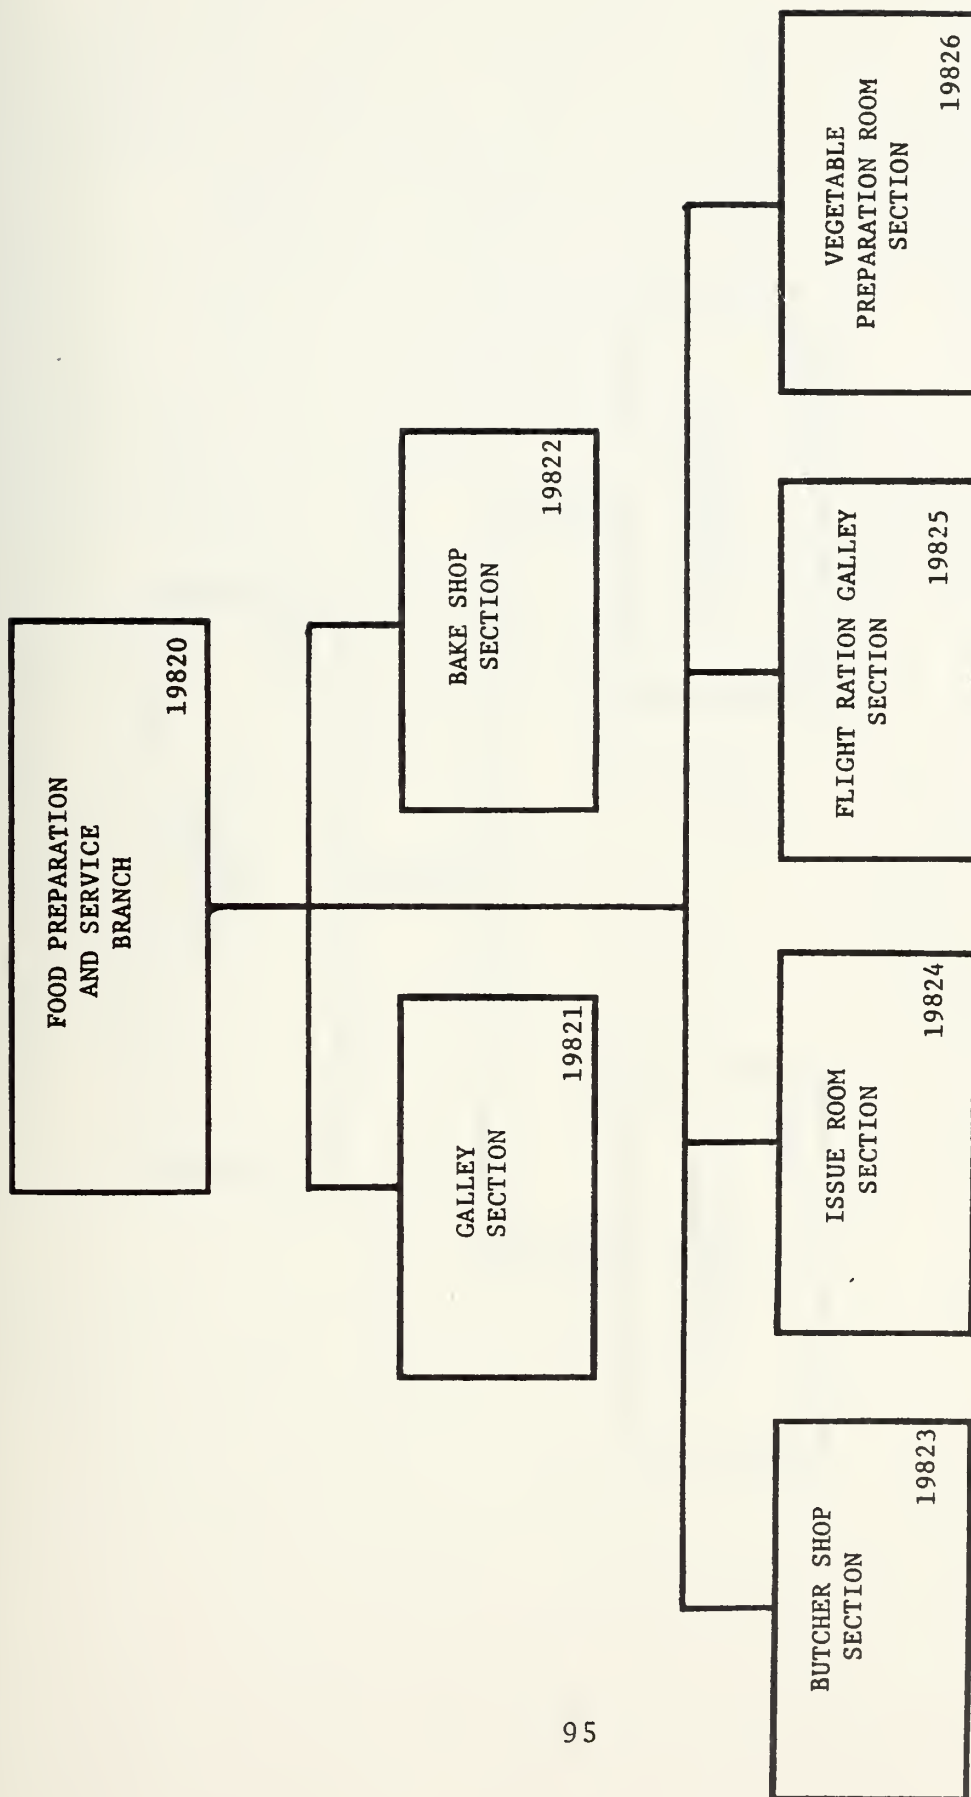 FOOD PREPARATION
AND SERVICE
BRANCH
19820
GALLEY
SECTION
19821
BAKE SHOP
SECTION
19822
BUTCHER SHOP
SECTION
19823
ISSUE ROOM
SECTION
19824
FLIGHT RATION GALLEY
SECTION
19825
VEGETABLE
PREPARATION ROOM
SECTION
19826
95